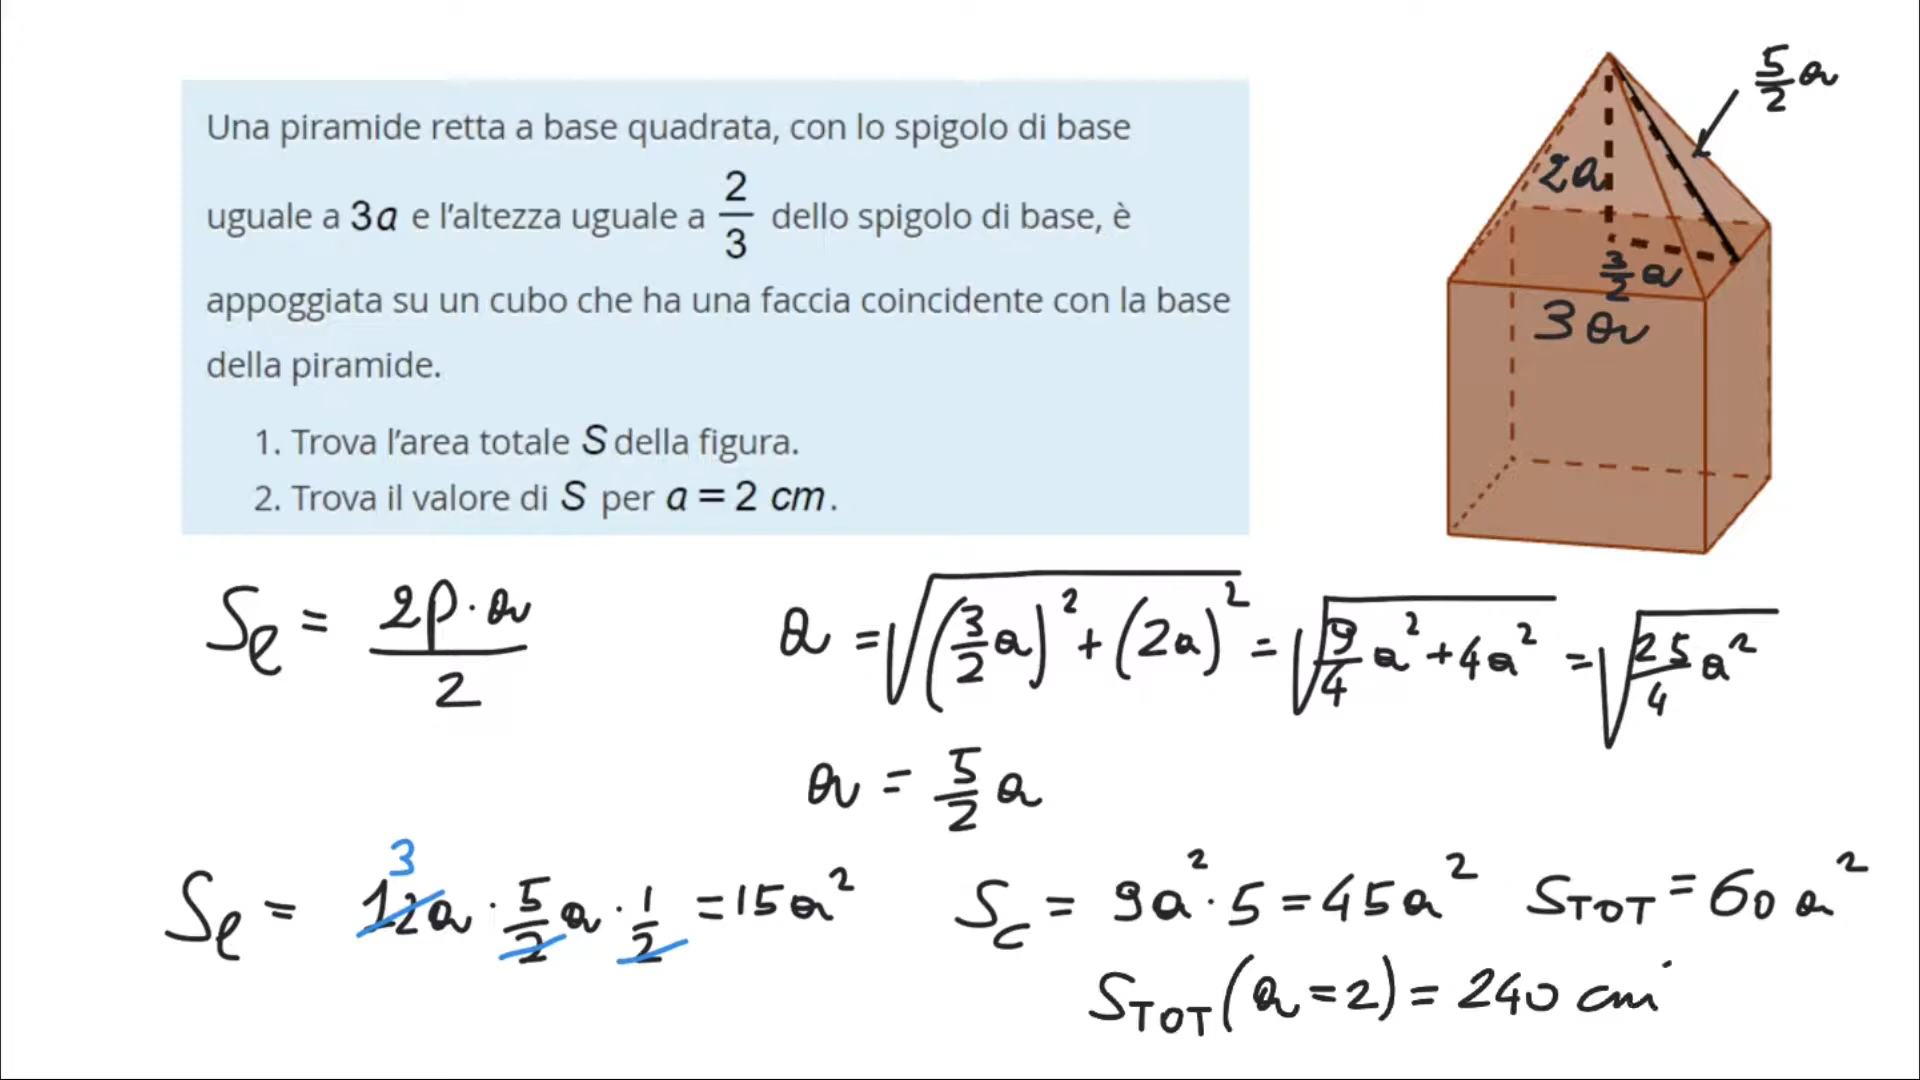 Una piramide retta a base quadrata, con lo spigolo di base
uguale a 3a e l'altezza uguale a 2/3 dello spigolo di base, è
appoggiata su un cubo che ha una faccia coincidente con la base
della piramide.
1. Trova l'area totale S della figura.
2. Trova il valore di S per a = 2 cm.
5/2 a
2a
3/2 a
3a
Sℓ = 2p · a / 2
a = √((3/2 a)² + (2a)²) = √(9/4 a² + 4a²) = √(25/4 a²)
a = 5/2 a
3
Sℓ = 12a · 5/2 a · 1/2 = 15a²
Sc = 9a² · 5 = 45a²
STOT = 60a²
STOT (a = 2) = 240 cm